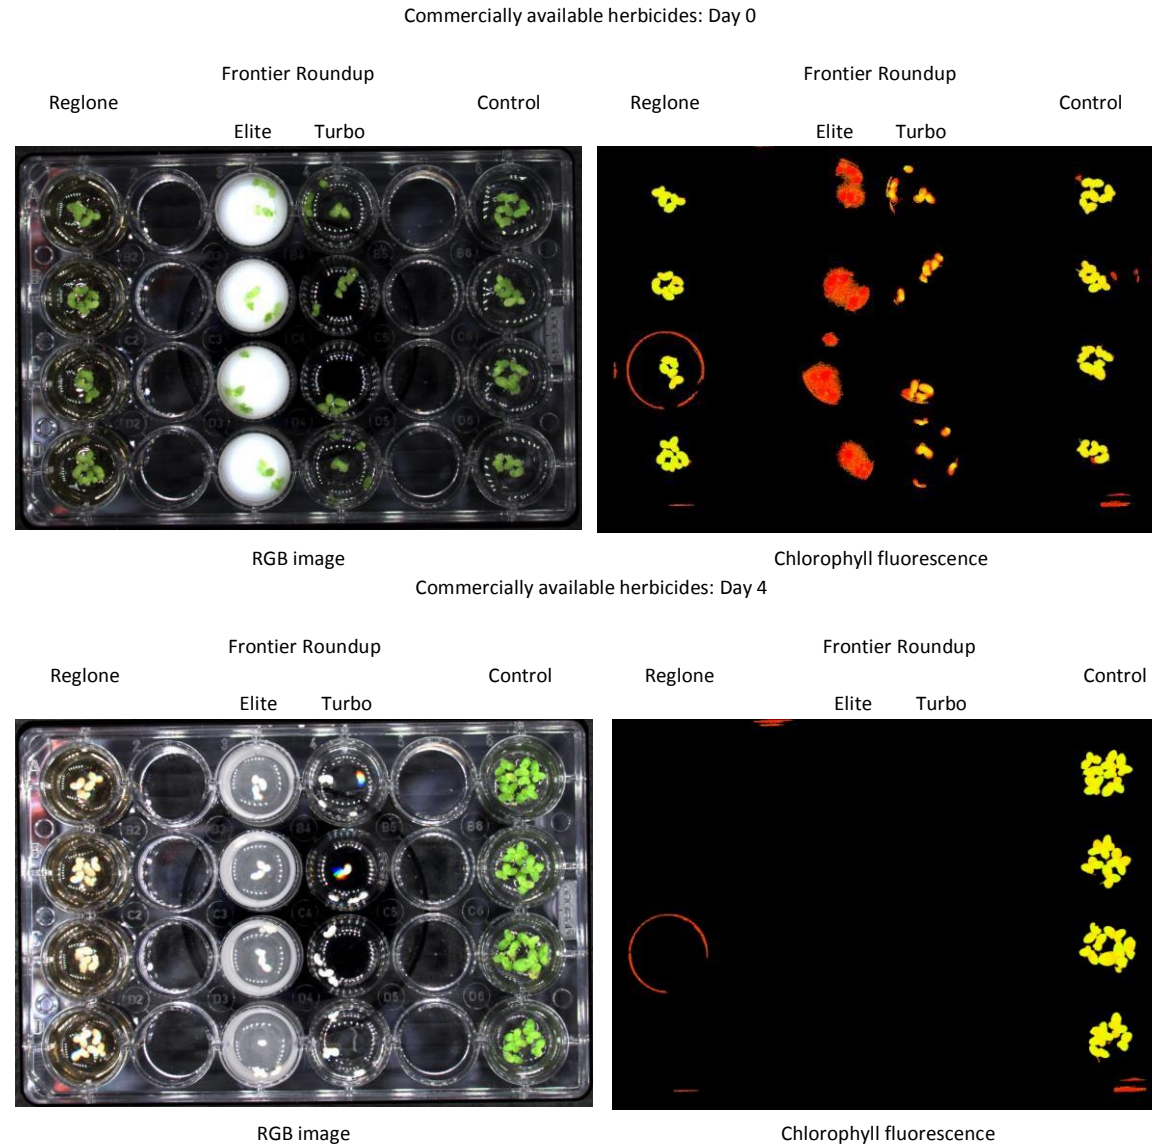 Commercially available herbicides: Day 0
Frontier Roundup
Frontier Roundup
Reglone
Control
Reglone
Control
Elite
Turbo
Elite
Turbo
RGB image
Chlorophyll fluorescence
Commercially available herbicides: Day 4
Frontier Roundup
Frontier Roundup
Reglone
Control
Reglone
Control
Elite
Turbo
Elite
Turbo
RGB image
Chlorophyll fluorescence